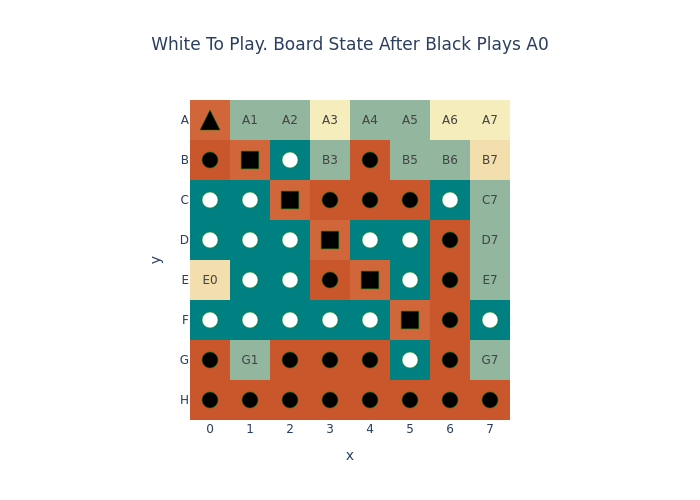 White To Play. Board State After Black Plays A0
A A1 A2 A3 A4 A5 A6 A7
B B3 B5 B6 B7
C C7
D D7
E E0 E7
F
G G1 G7
H
0 1 2 3 4 5 6 7
x
y